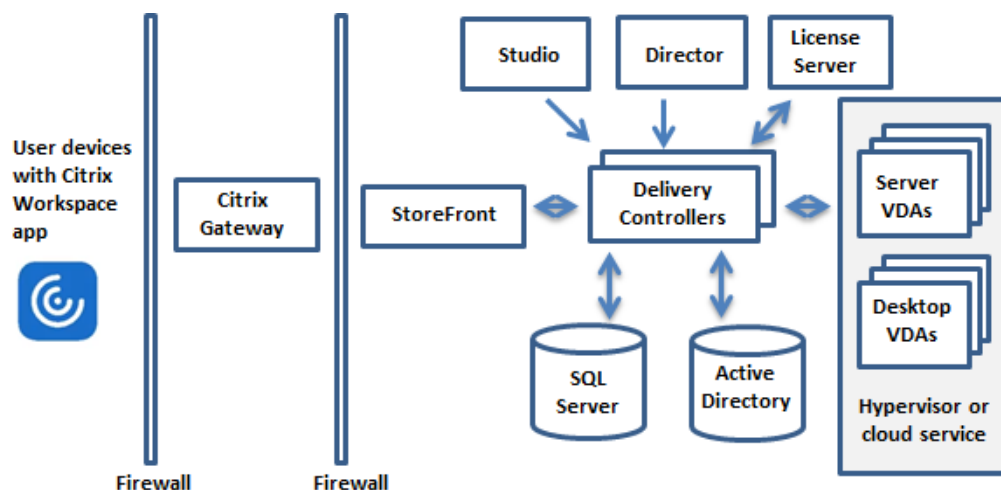 User devices
with Citrix
Workspace
app
Firewall
Citrix
Gateway
Firewall
StoreFront
Studio
Director
License
Server
Delivery
Controllers
SQL
Server
Active
Directory
Server
VDAs
Desktop
VDAs
Hypervisor or
cloud service